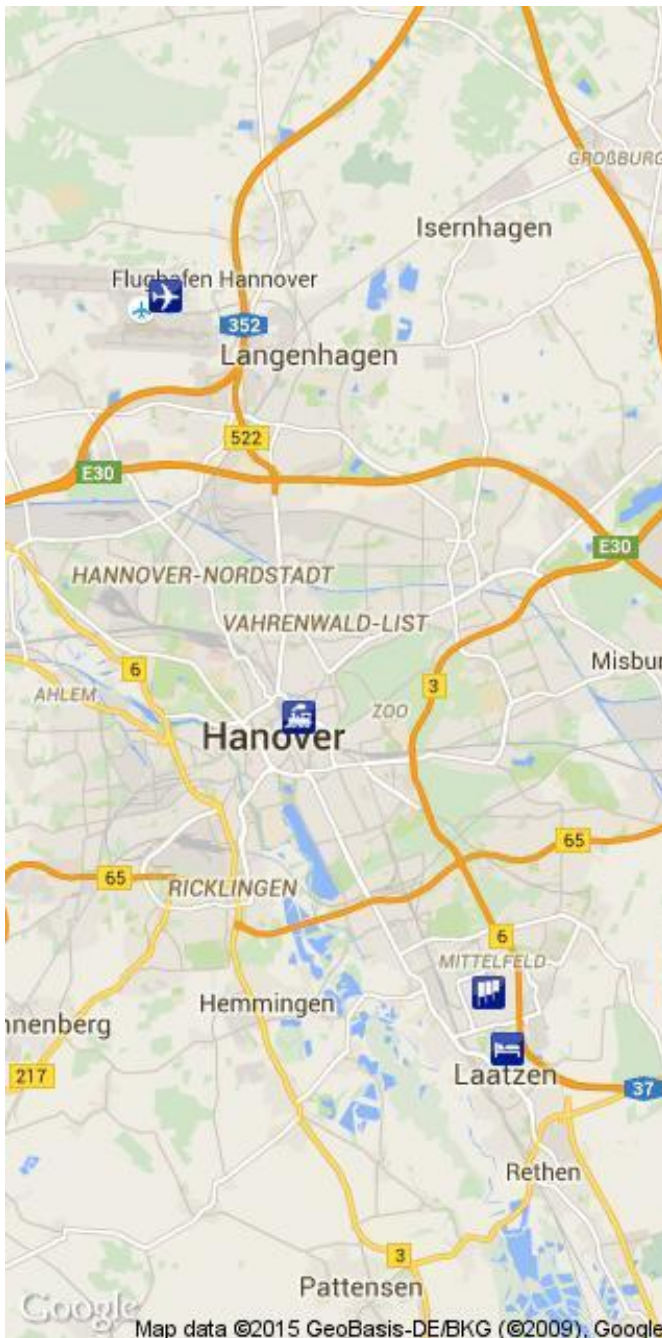 GROßBURG
Isernhagen
Flughafen Hannover
352
Langenhagen
522
E30
E30
HANNOVER-NORDSTADT
VAHRENWALD-LIST
Misbur
6
3
AHLEM
ZOO
Hanover
65
65
RICKLINGEN
6
MITTELFELD
Hemmingen
nnenberg
Laatzen
217
37
Rethen
3
Pattensen
Google
Map data ©2015 GeoBasis-DE/BKG (©2009), Google